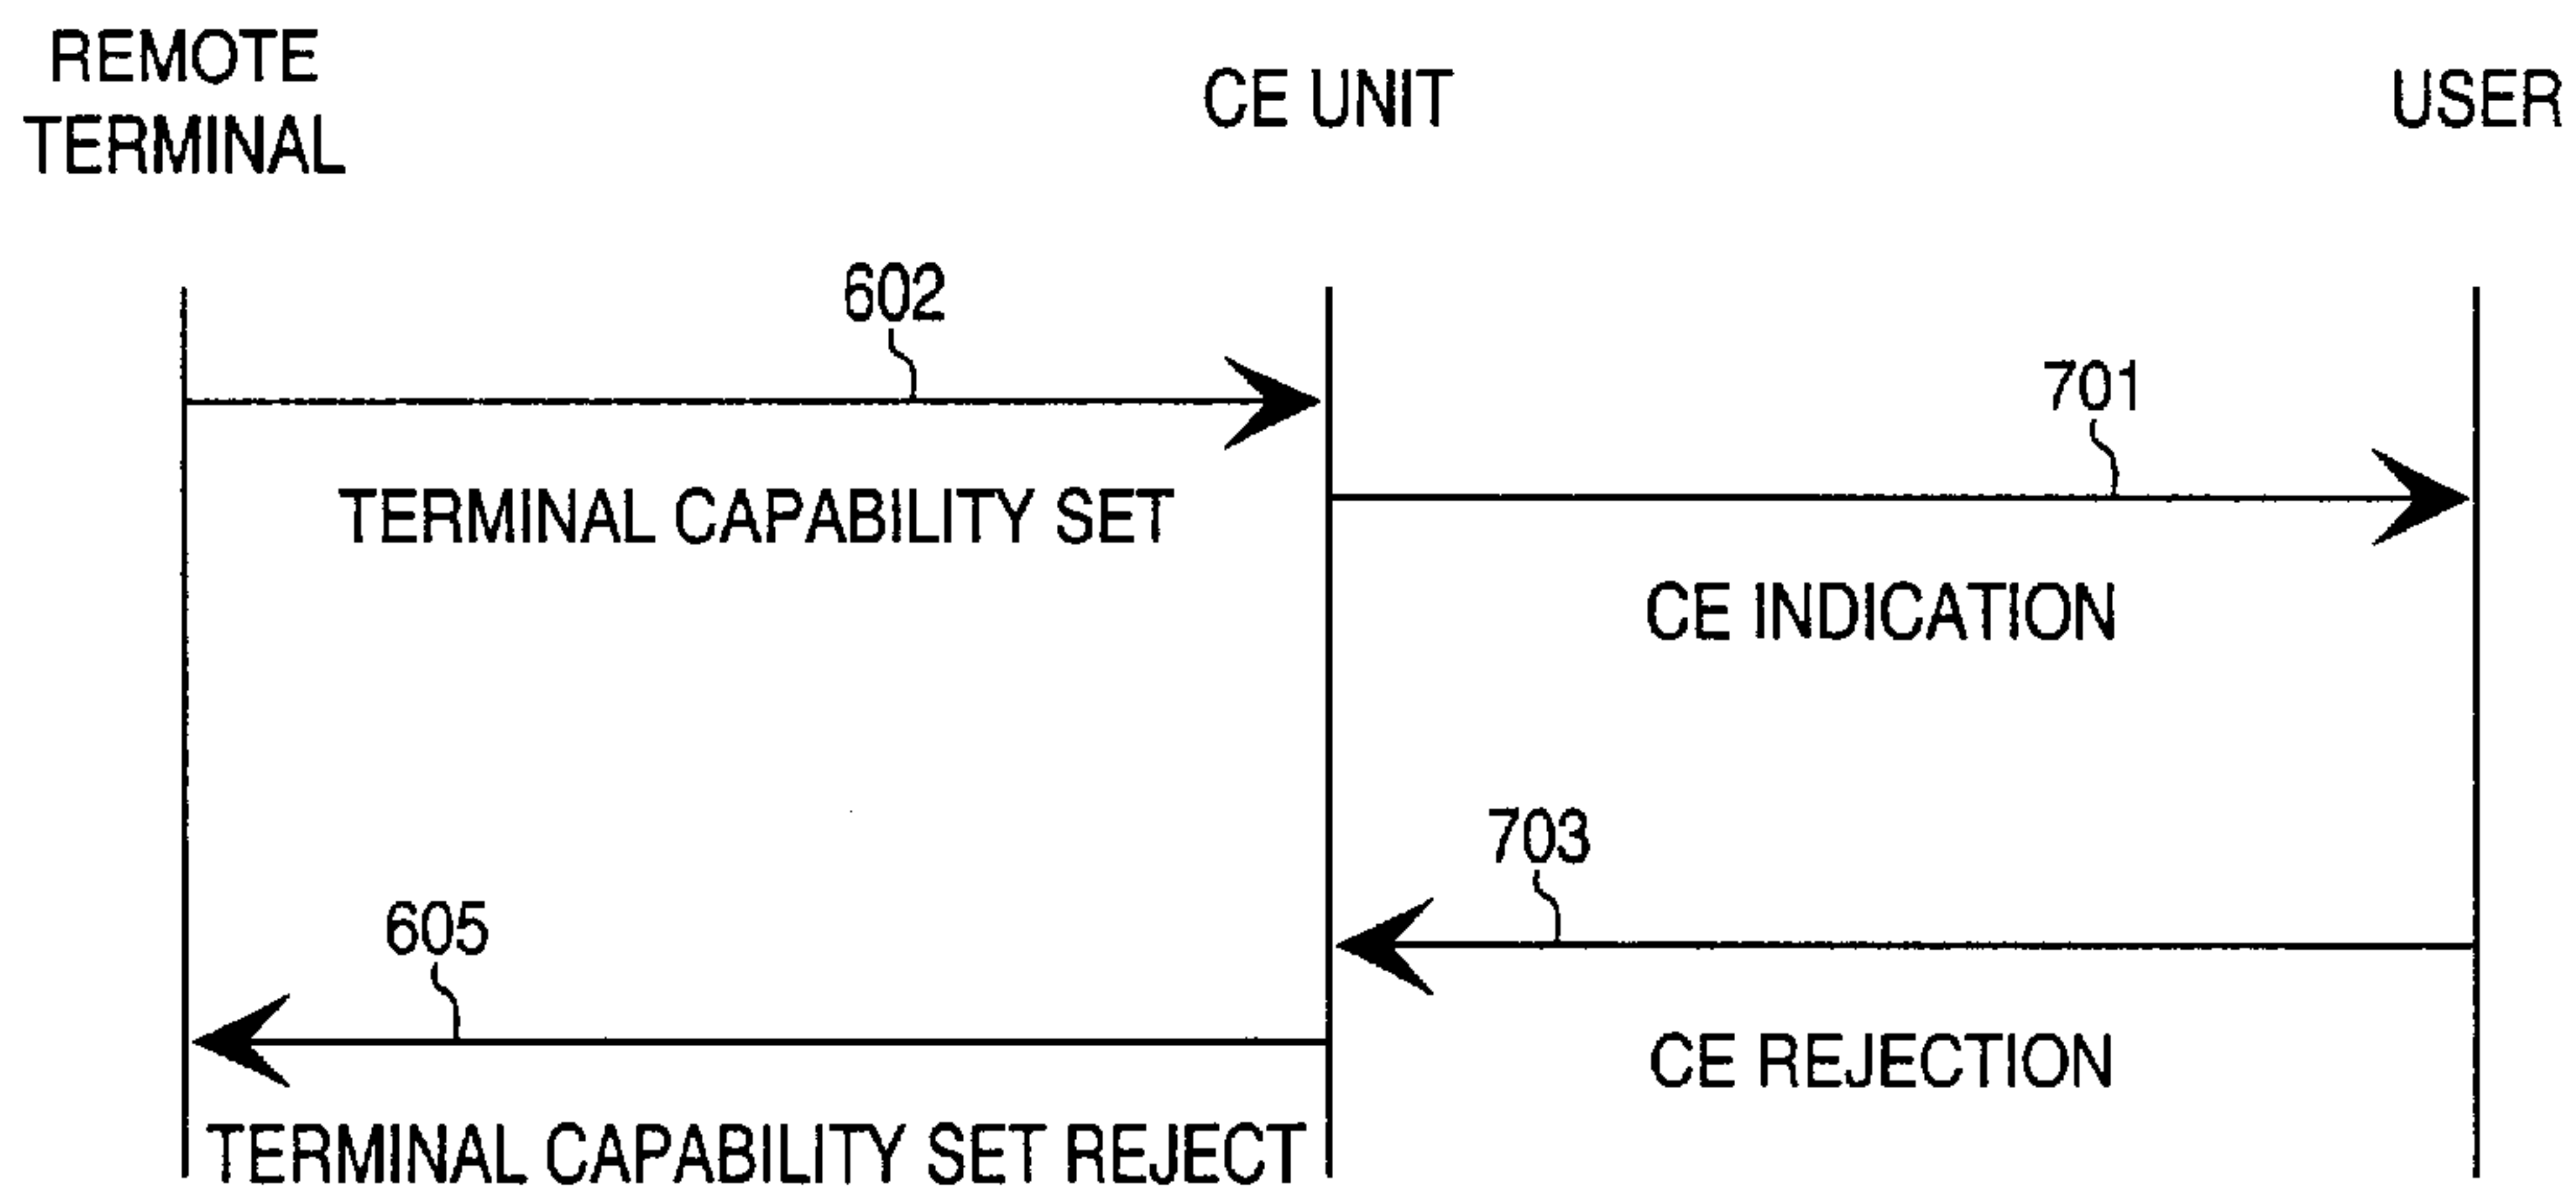 REMOTE
TERMINAL
CE UNIT
USER
602
701
TERMINAL CAPABILITY SET
CE INDICATION
703
605
CE REJECTION
TERMINAL CAPABILITY SET REJECT